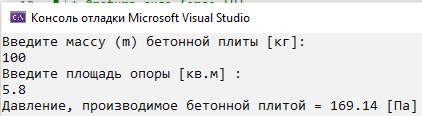 Консоль отладки Microsoft Visual Studio
Введите массу (m) бетонной плиты [кг]:
100
Введите площадь опоры [кв.м] :
5.8
Давление, производимое бетонной плитой = 169.14 [Па]